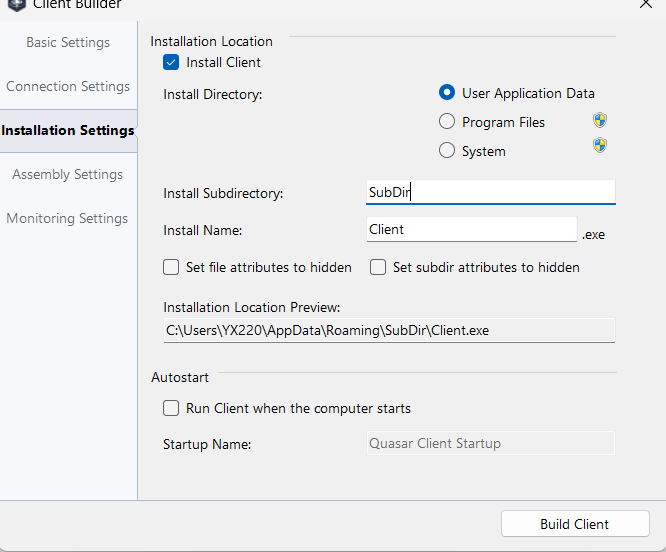 Client Builder
Basic Settings
Connection Settings
Installation Settings
Assembly Settings
Monitoring Settings
Installation Location
Install Client
Install Directory:
User Application Data
Program Files
System
Install Subdirectory:
SubDir
Install Name:
Client
.exe
Set file attributes to hidden
Set subdir attributes to hidden
Installation Location Preview:
C:\Users\YX220\AppData\Roaming\SubDir\Client.exe
Autostart
Run Client when the computer starts
Startup Name:
Quasar Client Startup
Build Client